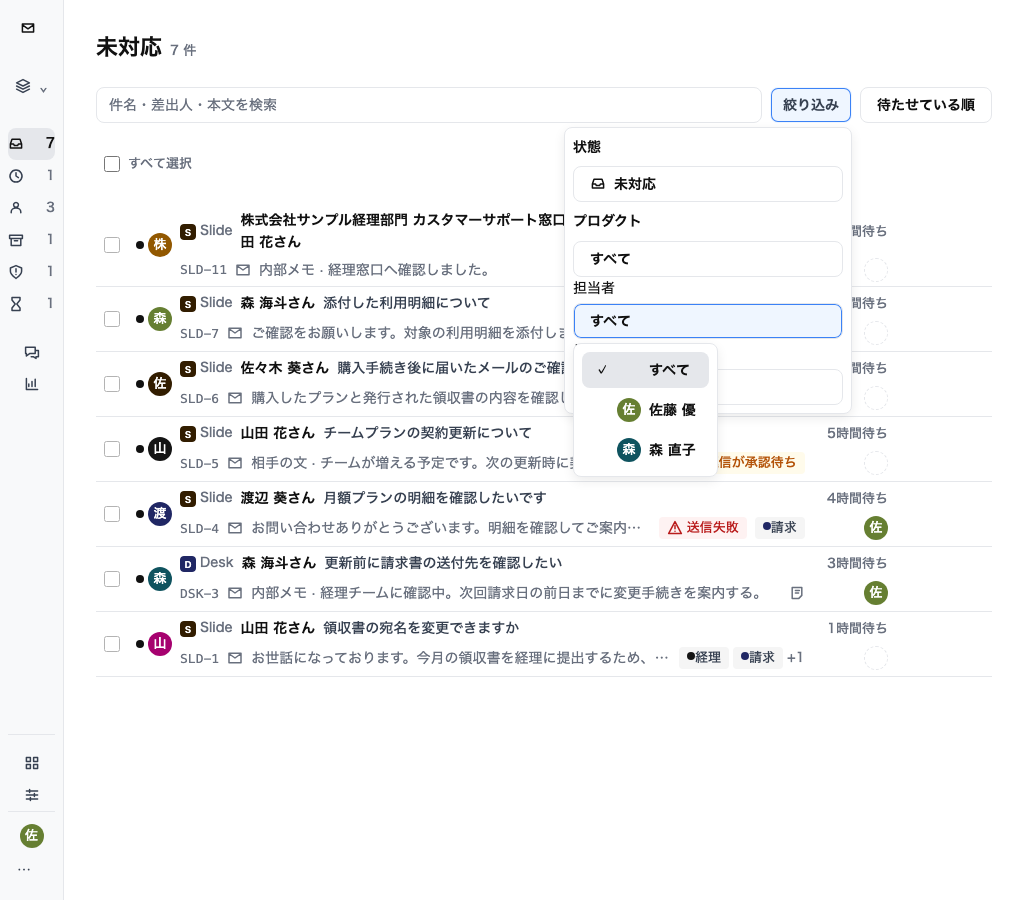 未対応 7 件
件名・差出人・本文を検索
絞り込み
待たせている順
7
1
3
1
1
1
すべて選択
状態
未対応
プロダクト
すべて
担当者
すべて
✓ すべて
佐 佐藤 優
森 森 直子
株 S Slide 株式会社サンプル経理部門 カスタマーサポート窓口
田 花さん
間待ち
SLD-11 内部メモ · 経理窓口へ確認しました。
森 S Slide 森 海斗さん 添付した利用明細について
間待ち
SLD-7 ご確認をお願いします。対象の利用明細を添付し
佐 S Slide 佐々木 葵さん 購入手続き後に届いたメールのご確
間待ち
SLD-6 購入したプランと発行された領収書の内容を確認し
山 S Slide 山田 花さん チームプランの契約更新について
5時間待ち
SLD-5 相手の文 · チームが増える予定です。次の更新時に
信が承認待ち
渡 S Slide 渡辺 葵さん 月額プランの明細を確認したいです
4時間待ち
SLD-4 お問い合わせありがとうございます。明細を確認してご案内… 送信失敗 請求 佐
森 D Desk 森 海斗さん 更新前に請求書の送付先を確認したい
3時間待ち
DSK-3 内部メモ · 経理チームに確認中。次回請求日の前日までに変更手続きを案内する。 佐
山 S Slide 山田 花さん 領収書の宛名を変更できますか
1時間待ち
SLD-1 お世話になっております。今月の領収書を経理に提出するため、… 経理 請求 +1
佐
…